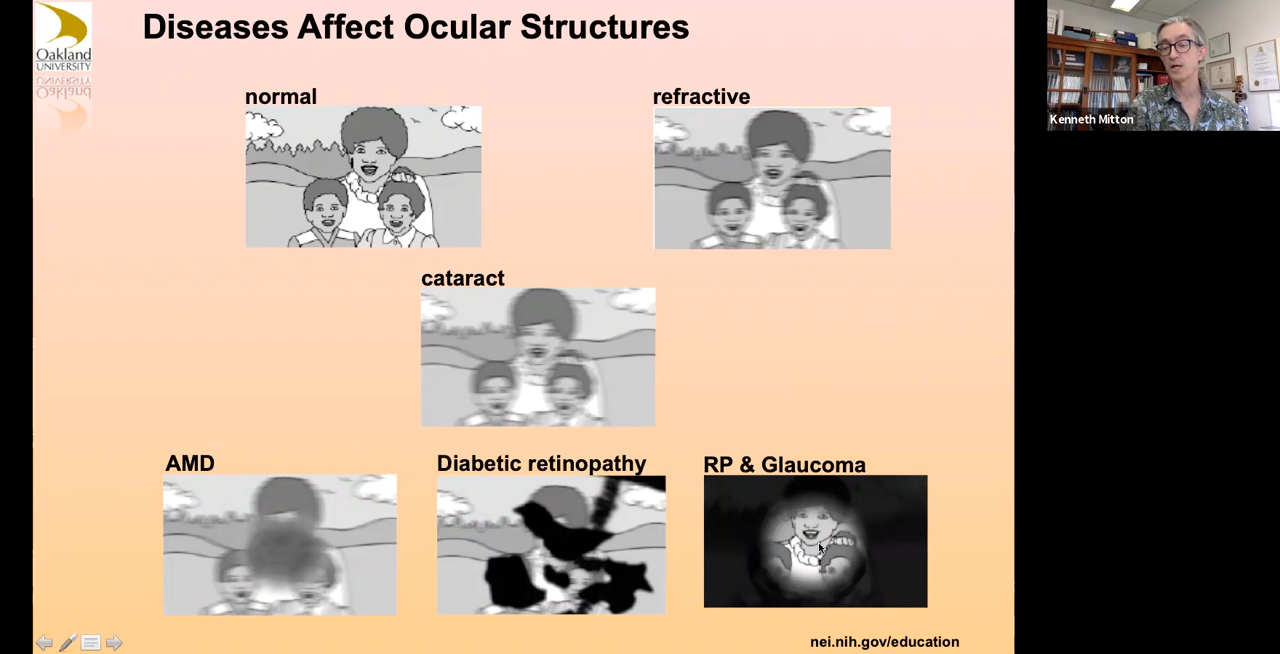 Diseases Affect Ocular Structures
Oakland
UNIVERSITY
normal
refractive
cataract
AMD
Diabetic retinopathy
RP & Glaucoma
nei.nih.gov/education
Kenneth Mitton